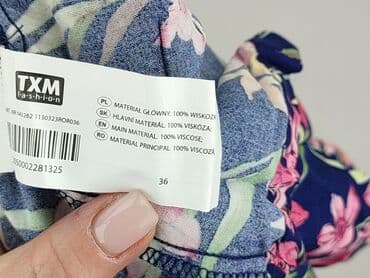 TXM
fashion
PL MATERIAŁ GŁÓWNY: 100% WISKOZA
SK HLAVNÍ MATERIÁL: 100% VISKÓZA;
EN MAIN MATERIAL: 100% VISCOSE;
RO MATERIAL PRINCIPAL: 100% VISCOZĂ
36